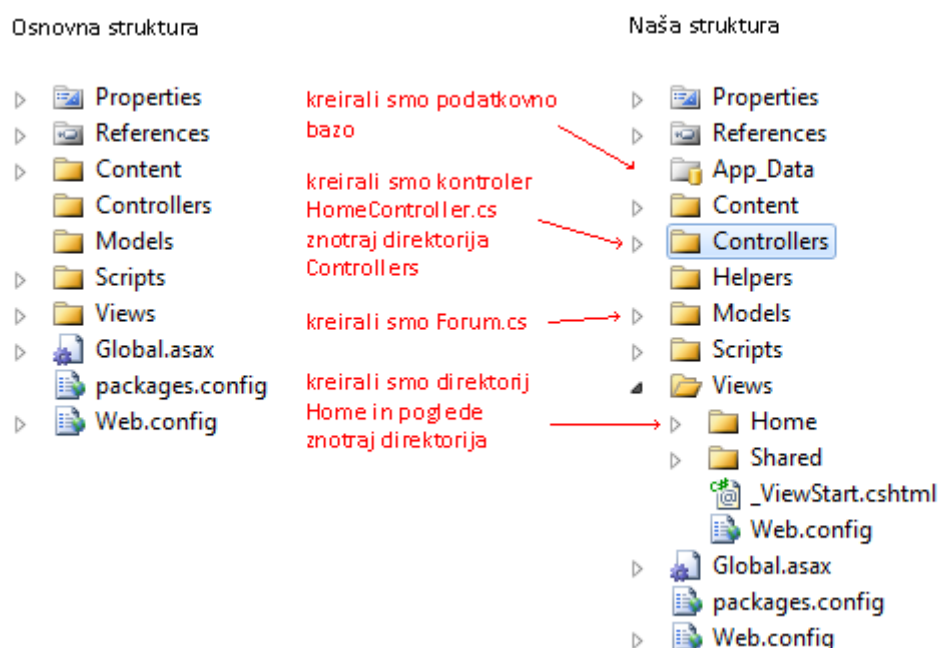 Osnovna struktura
Properties
References
Content
Controllers
Models
Scripts
Views
Global.asax
packages.config
Web.config
kreirali smo podatkovno
bazo
kreirali smo kontroler
HomeController.cs
znotraj direktorija
Controllers
kreirali smo Forum.cs
kreirali smo direktorij
Home in poglede
znotraj direktorija
Naša struktura
Properties
References
App_Data
Content
Controllers
Helpers
Models
Scripts
Views
Home
Shared
_ViewStart.cshtml
Web.config
Global.asax
packages.config
Web.config